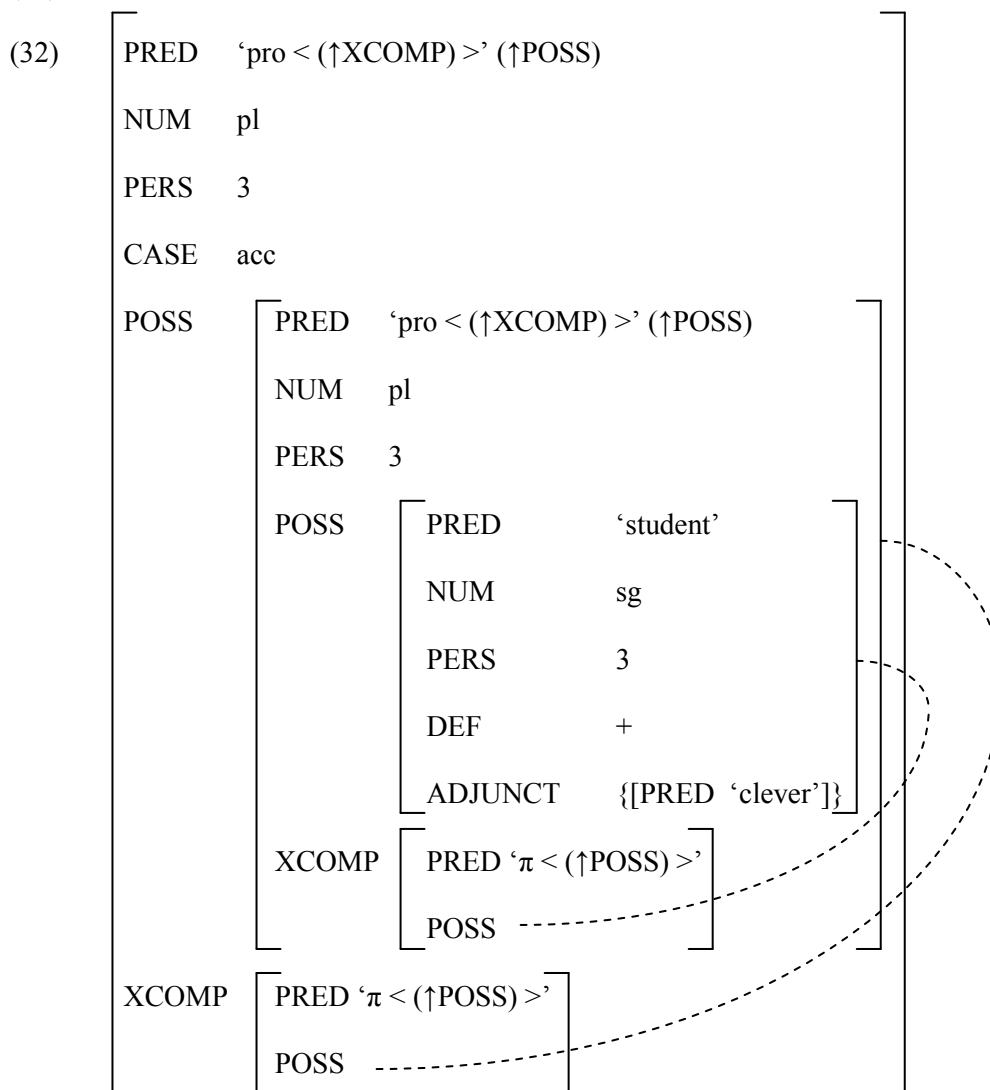 (32) PRED ‘pro < (↑XCOMP) >’ (↑POSS)
NUM pl
PERS 3
CASE acc
POSS PRED ‘pro < (↑XCOMP) >’ (↑POSS)
NUM pl
PERS 3
POSS PRED ‘student’
NUM sg
PERS 3
DEF +
ADJUNCT {[PRED ‘clever’]}
XCOMP PRED ‘π < (↑POSS) >’
POSS
XCOMP PRED ‘π < (↑POSS) >’
POSS